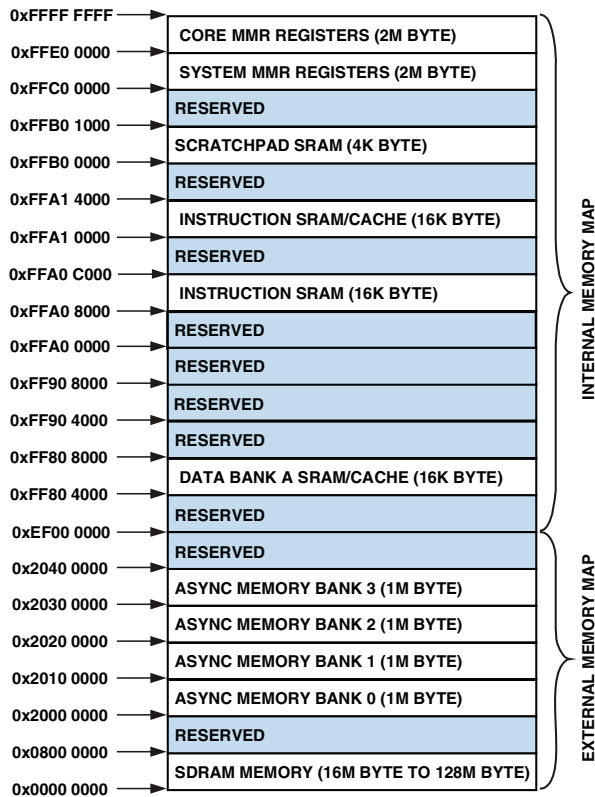 0xFFFF FFFF
CORE MMR REGISTERS (2M BYTE)
0xFFE0 0000
SYSTEM MMR REGISTERS (2M BYTE)
0xFFC0 0000
RESERVED
0xFFB0 1000
SCRATCHPAD SRAM (4K BYTE)
0xFFB0 0000
RESERVED
0xFFA1 4000
INSTRUCTION SRAM/CACHE (16K BYTE)
0xFFA1 0000
RESERVED
0xFFA0 C000
INSTRUCTION SRAM (16K BYTE)
0xFFA0 8000
RESERVED
0xFFA0 0000
RESERVED
0xFF90 8000
RESERVED
0xFF90 4000
RESERVED
0xFF80 8000
DATA BANK A SRAM/CACHE (16K BYTE)
0xFF80 4000
RESERVED
0xEF00 0000
RESERVED
0x2040 0000
ASYNC MEMORY BANK 3 (1M BYTE)
0x2030 0000
ASYNC MEMORY BANK 2 (1M BYTE)
0x2020 0000
ASYNC MEMORY BANK 1 (1M BYTE)
0x2010 0000
ASYNC MEMORY BANK 0 (1M BYTE)
0x2000 0000
RESERVED
0x0800 0000
SDRAM MEMORY (16M BYTE TO 128M BYTE)
0x0000 0000
INTERNAL MEMORY MAP
EXTERNAL MEMORY MAP